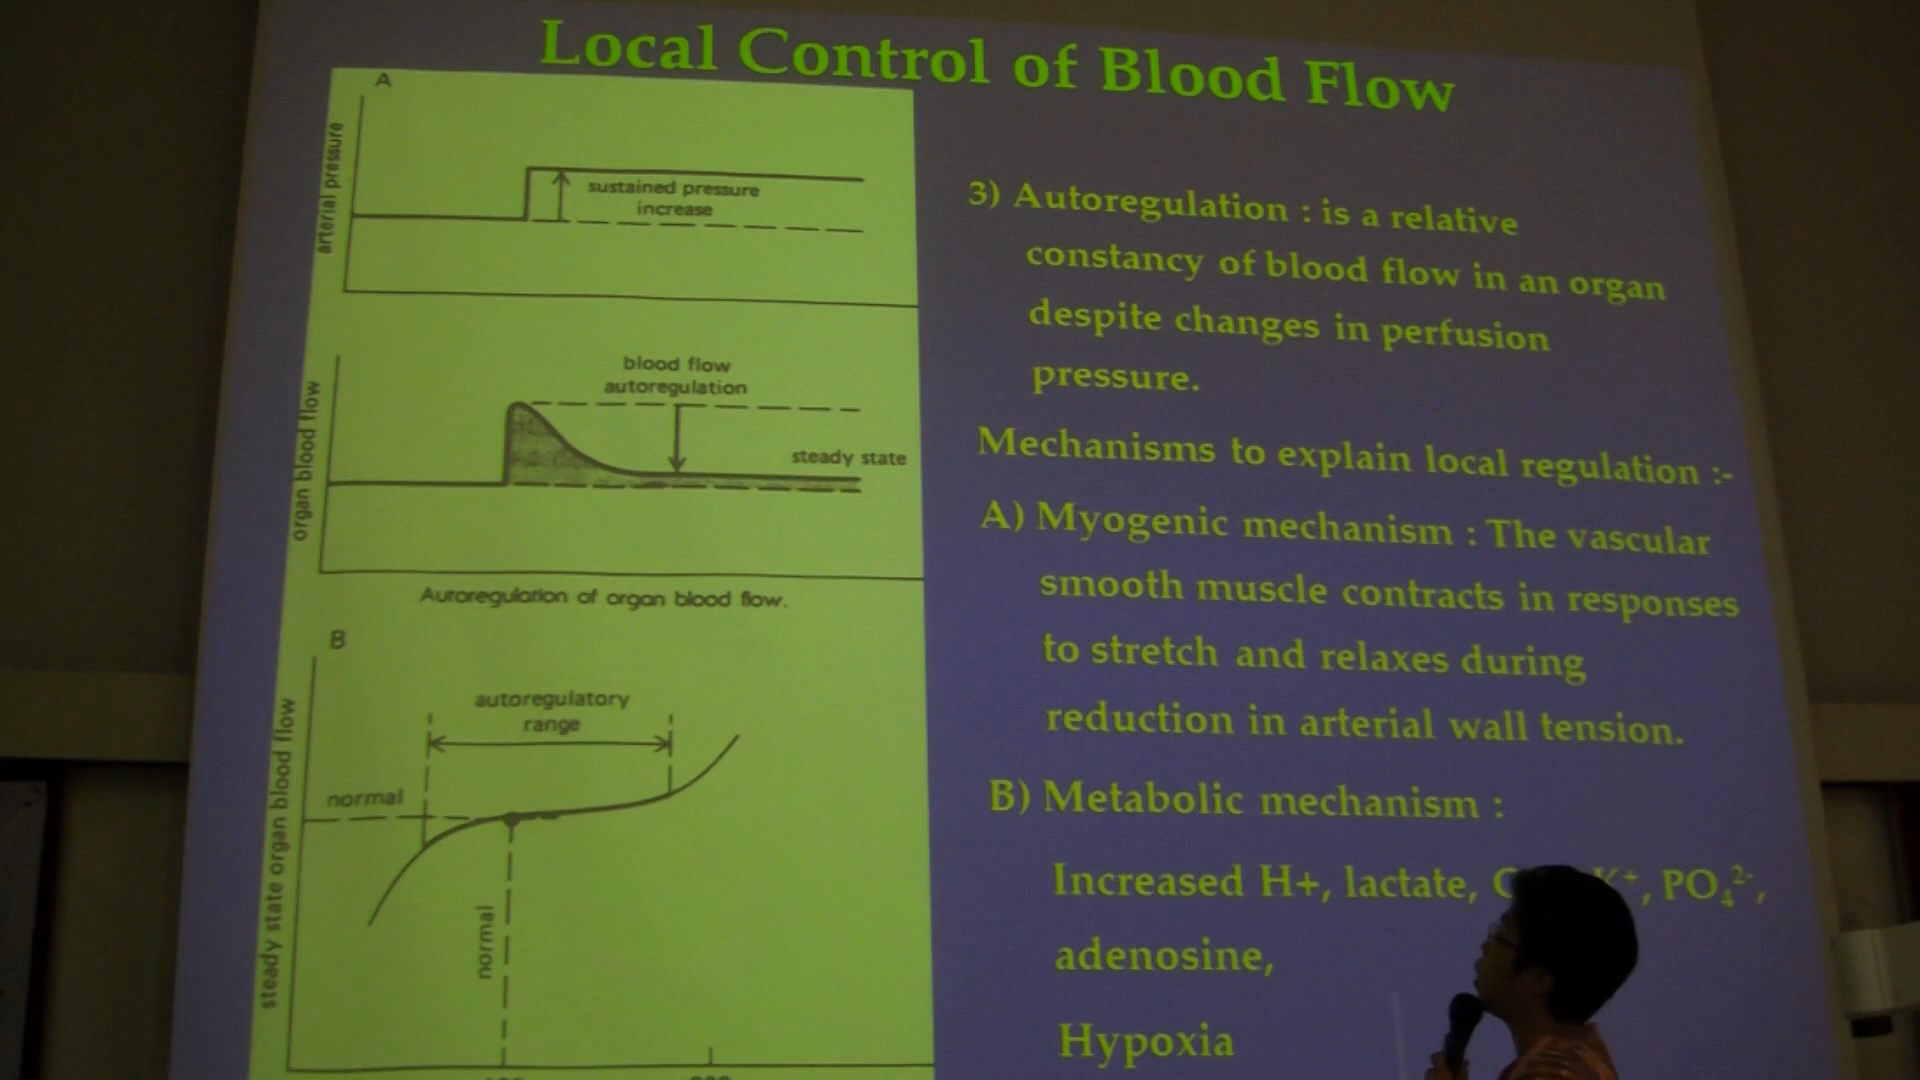 Local Control of Blood Flow
A
arterial pressure
sustained pressure
increase
organ blood flow
blood flow
autoregulation
steady state
Autoregulation of organ blood flow.
B
steady state organ blood flow
autoregulatory
range
normal
normal
3) Autoregulation : is a relative
constancy of blood flow in an organ
despite changes in perfusion
pressure.
Mechanisms to explain local regulation :-
A) Myogenic mechanism : The vascular
smooth muscle contracts in responses
to stretch and relaxes during
reduction in arterial wall tension.
B) Metabolic mechanism :
Increased H+, lactate, K⁺, PO₄²⁻,
adenosine,
Hypoxia